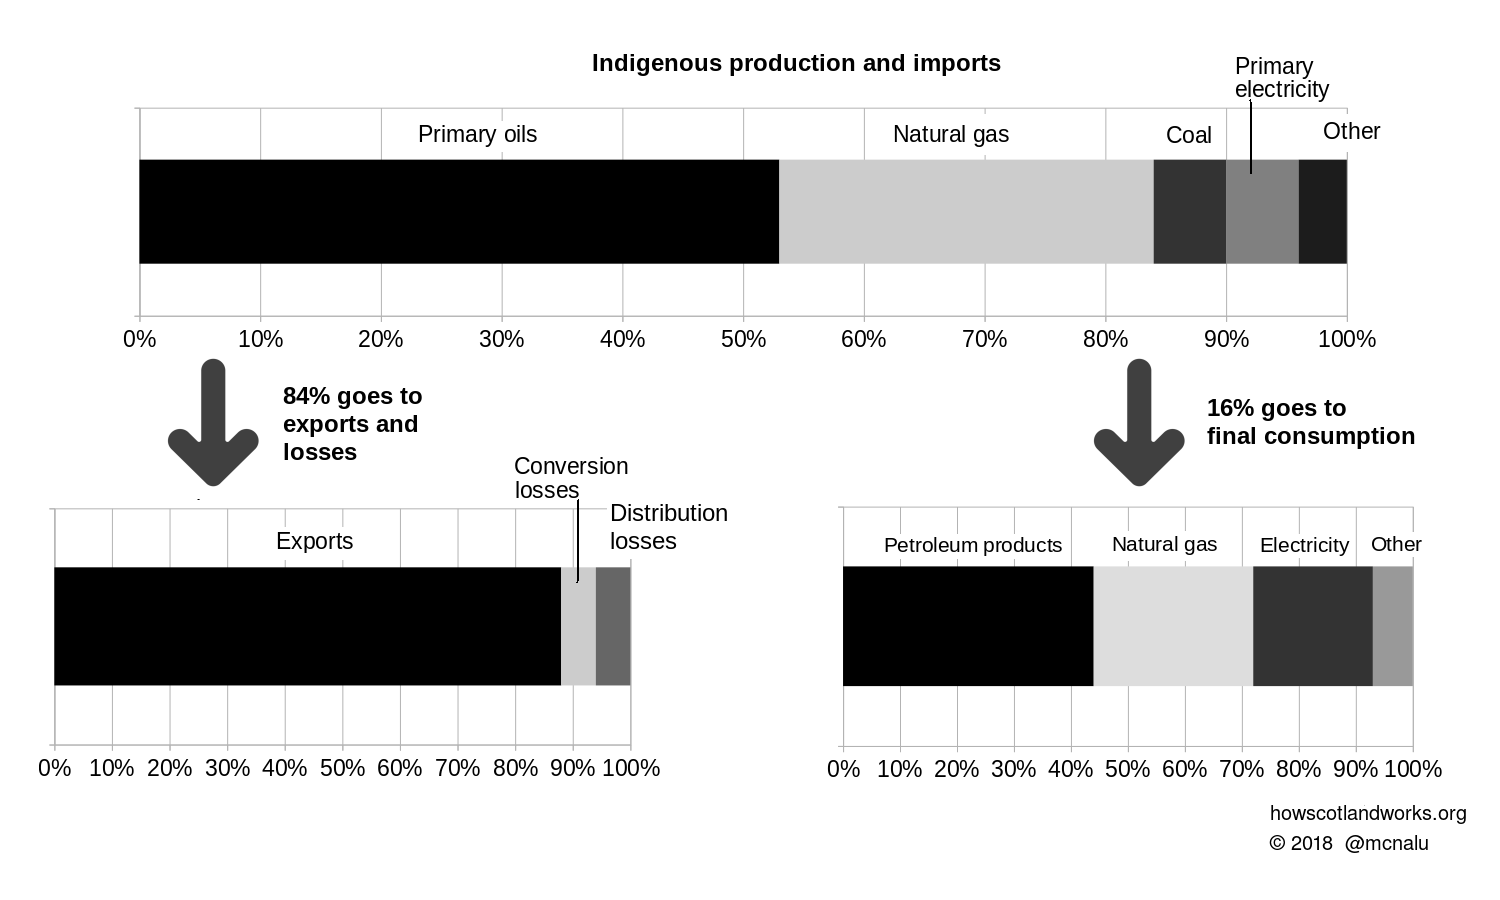 Indigenous production and imports
Primary
electricity
Primary oils
Natural gas
Coal
Other
0% 10% 20% 30% 40% 50% 60% 70% 80% 90% 100%
84% goes to
exports and
losses
16% goes to
final consumption
Conversion
losses
Distribution
losses
Exports
0% 10% 20% 30% 40% 50% 60% 70% 80% 90% 100%
Petroleum products
Natural gas
Electricity
Other
0% 10% 20% 30% 40% 50% 60% 70% 80% 90% 100%
howscotlandworks.org
© 2018 @mcnalu